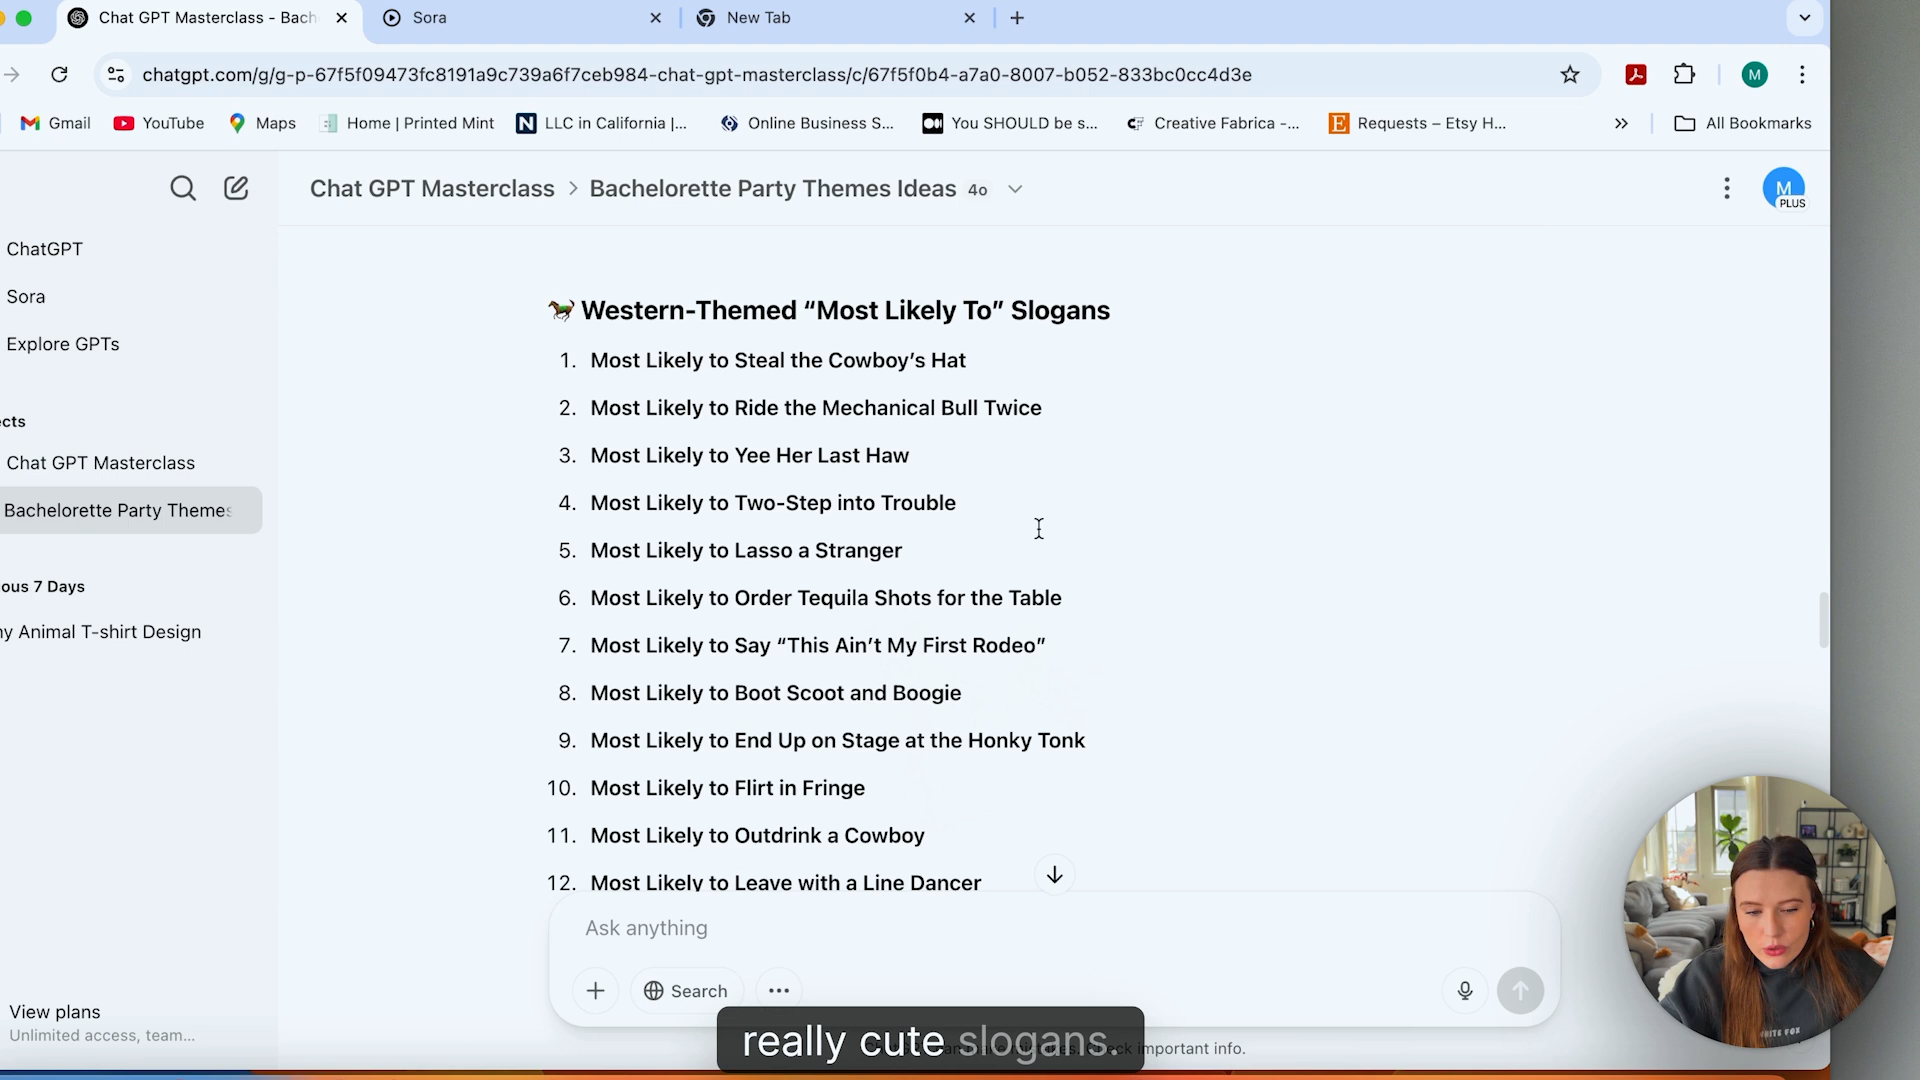 Chat GPT Masterclass - Bach
Sora
New Tab
chatgpt.com/g/g-p-67f5f09473fc8191a9c739a6f7ceb984-chat-gpt-masterclass/c/67f5f0b4-a7a0-8007-b052-833bc0cc4d3e
M
Gmail
YouTube
Maps
Home | Printed Mint
LLC in California |...
Online Business S...
You SHOULD be s...
Creative Fabrica -...
Requests – Etsy H...
All Bookmarks
Chat GPT Masterclass > Bachelorette Party Themes Ideas 4o
M
PLUS
ChatGPT
Sora
Explore GPTs
ects
Chat GPT Masterclass
Bachelorette Party Themes
ous 7 Days
ny Animal T-shirt Design
View plans
Unlimited access, team...
Western-Themed “Most Likely To” Slogans
1. Most Likely to Steal the Cowboy’s Hat
2. Most Likely to Ride the Mechanical Bull Twice
3. Most Likely to Yee Her Last Haw
4. Most Likely to Two-Step into Trouble
5. Most Likely to Lasso a Stranger
6. Most Likely to Order Tequila Shots for the Table
7. Most Likely to Say “This Ain’t My First Rodeo”
8. Most Likely to Boot Scoot and Boogie
9. Most Likely to End Up on Stage at the Honky Tonk
10. Most Likely to Flirt in Fringe
11. Most Likely to Outdrink a Cowboy
12. Most Likely to Leave with a Line Dancer
Ask anything
Search
really cute slogans.
important info.
WHITE FOX